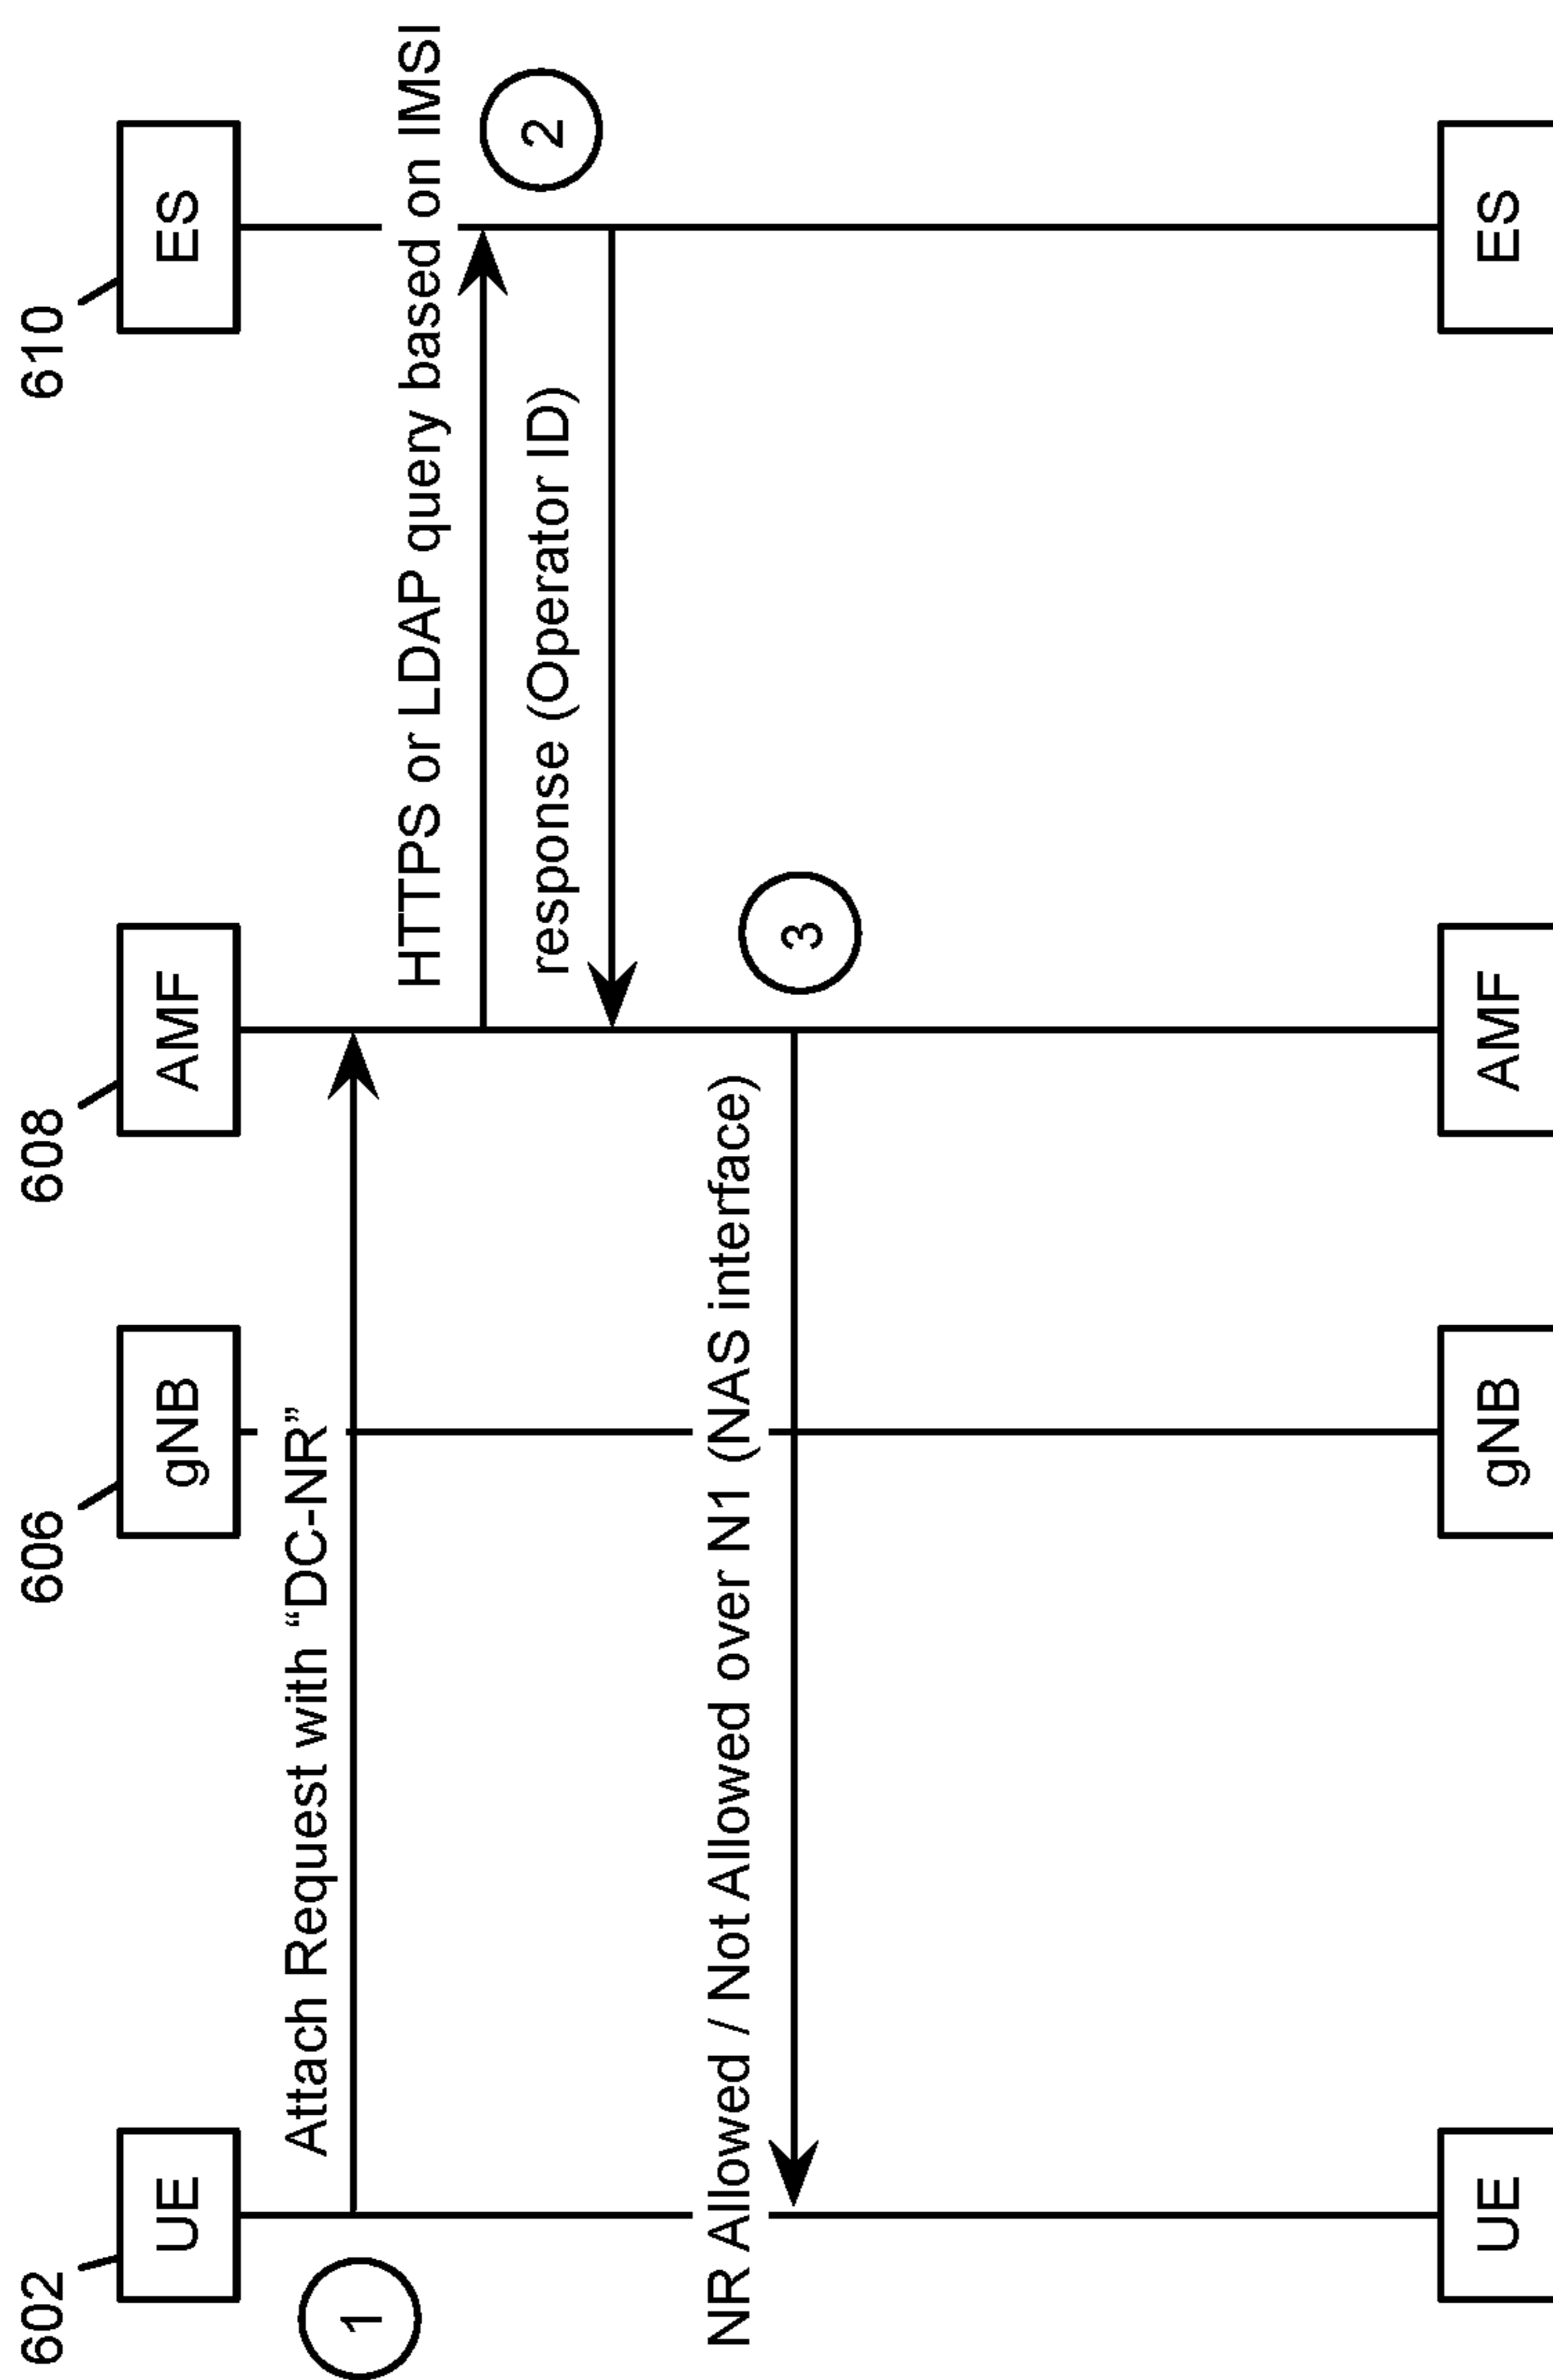 602
606
608
610
UE
gNB
AMF
ES
1
Attach Request with “DC-NR”
HTTPS or LDAP query based on IMSI
2
response (Operator ID)
3
NR Allowed / Not Allowed over N1 (NAS interface)
UE
gNB
AMF
ES